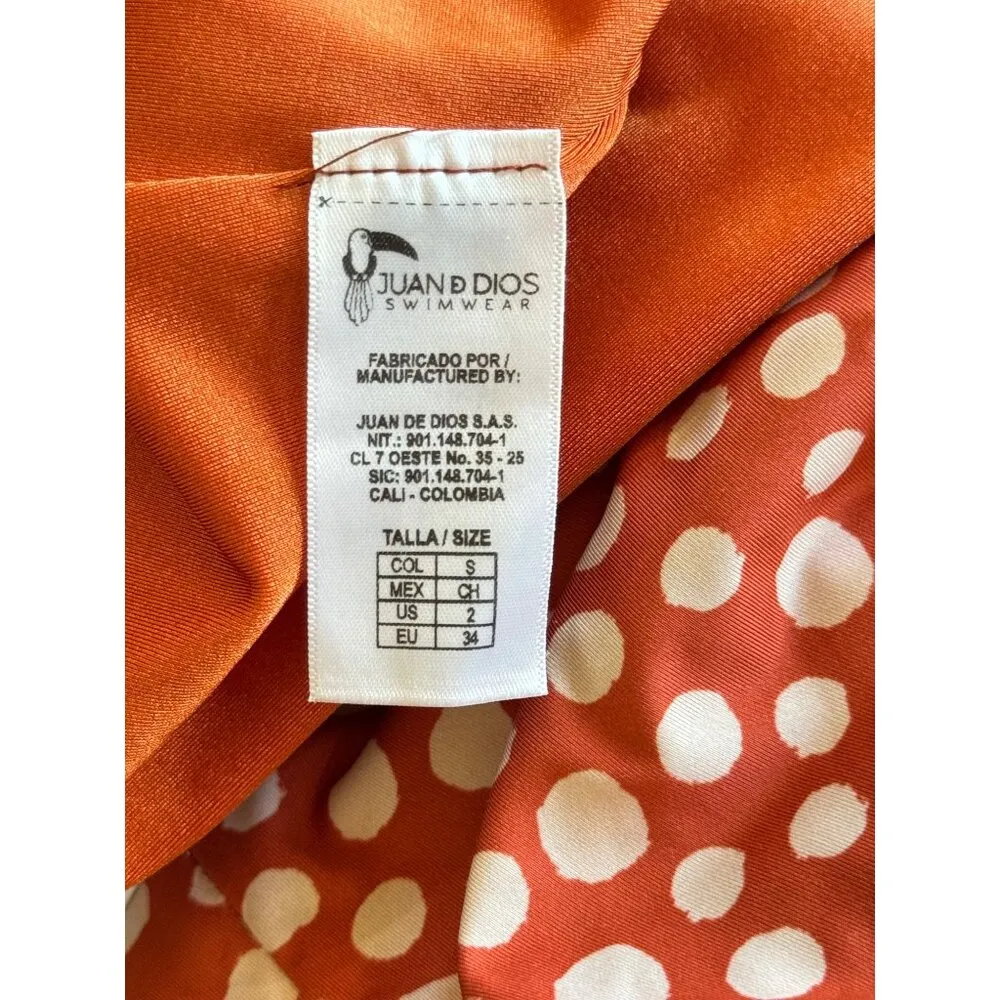 JUAN D DIOS
SWIMWEAR
FABRICADO POR /
MANUFACTURED BY:
JUAN DE DIOS S.A.S.
NIT.: 901.148.704-1
CL 7 OESTE No. 35 - 25
SIC: 901.148.704-1
CALI - COLOMBIA
TALLA / SIZE
COL S
MEX CH
US 2
EU 34